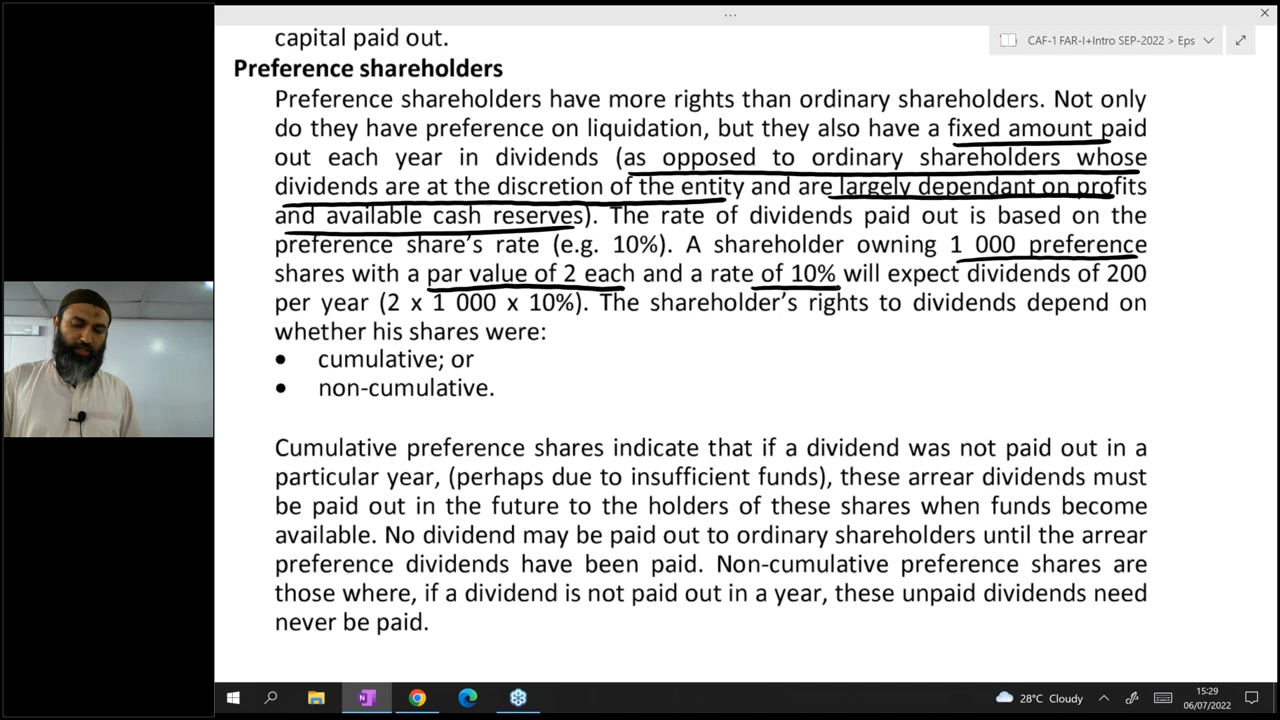 capital paid out.
CAF-1 FAR-I+Intro SEP-2022 > Eps
Preference shareholders
Preference shareholders have more rights than ordinary shareholders. Not only
do they have preference on liquidation, but they also have a fixed amount paid
out each year in dividends (as opposed to ordinary shareholders whose
dividends are at the discretion of the entity and are largely dependant on profits
and available cash reserves). The rate of dividends paid out is based on the
preference share's rate (e.g. 10%). A shareholder owning 1 000 preference
shares with a par value of 2 each and a rate of 10% will expect dividends of 200
per year (2 x 1 000 x 10%). The shareholder's rights to dividends depend on
whether his shares were:
• cumulative; or
• non-cumulative.
Cumulative preference shares indicate that if a dividend was not paid out in a
particular year, (perhaps due to insufficient funds), these arrear dividends must
be paid out in the future to the holders of these shares when funds become
available. No dividend may be paid out to ordinary shareholders until the arrear
preference dividends have been paid. Non-cumulative preference shares are
those where, if a dividend is not paid out in a year, these unpaid dividends need
never be paid.
28°C Cloudy
15:29
06/07/2022